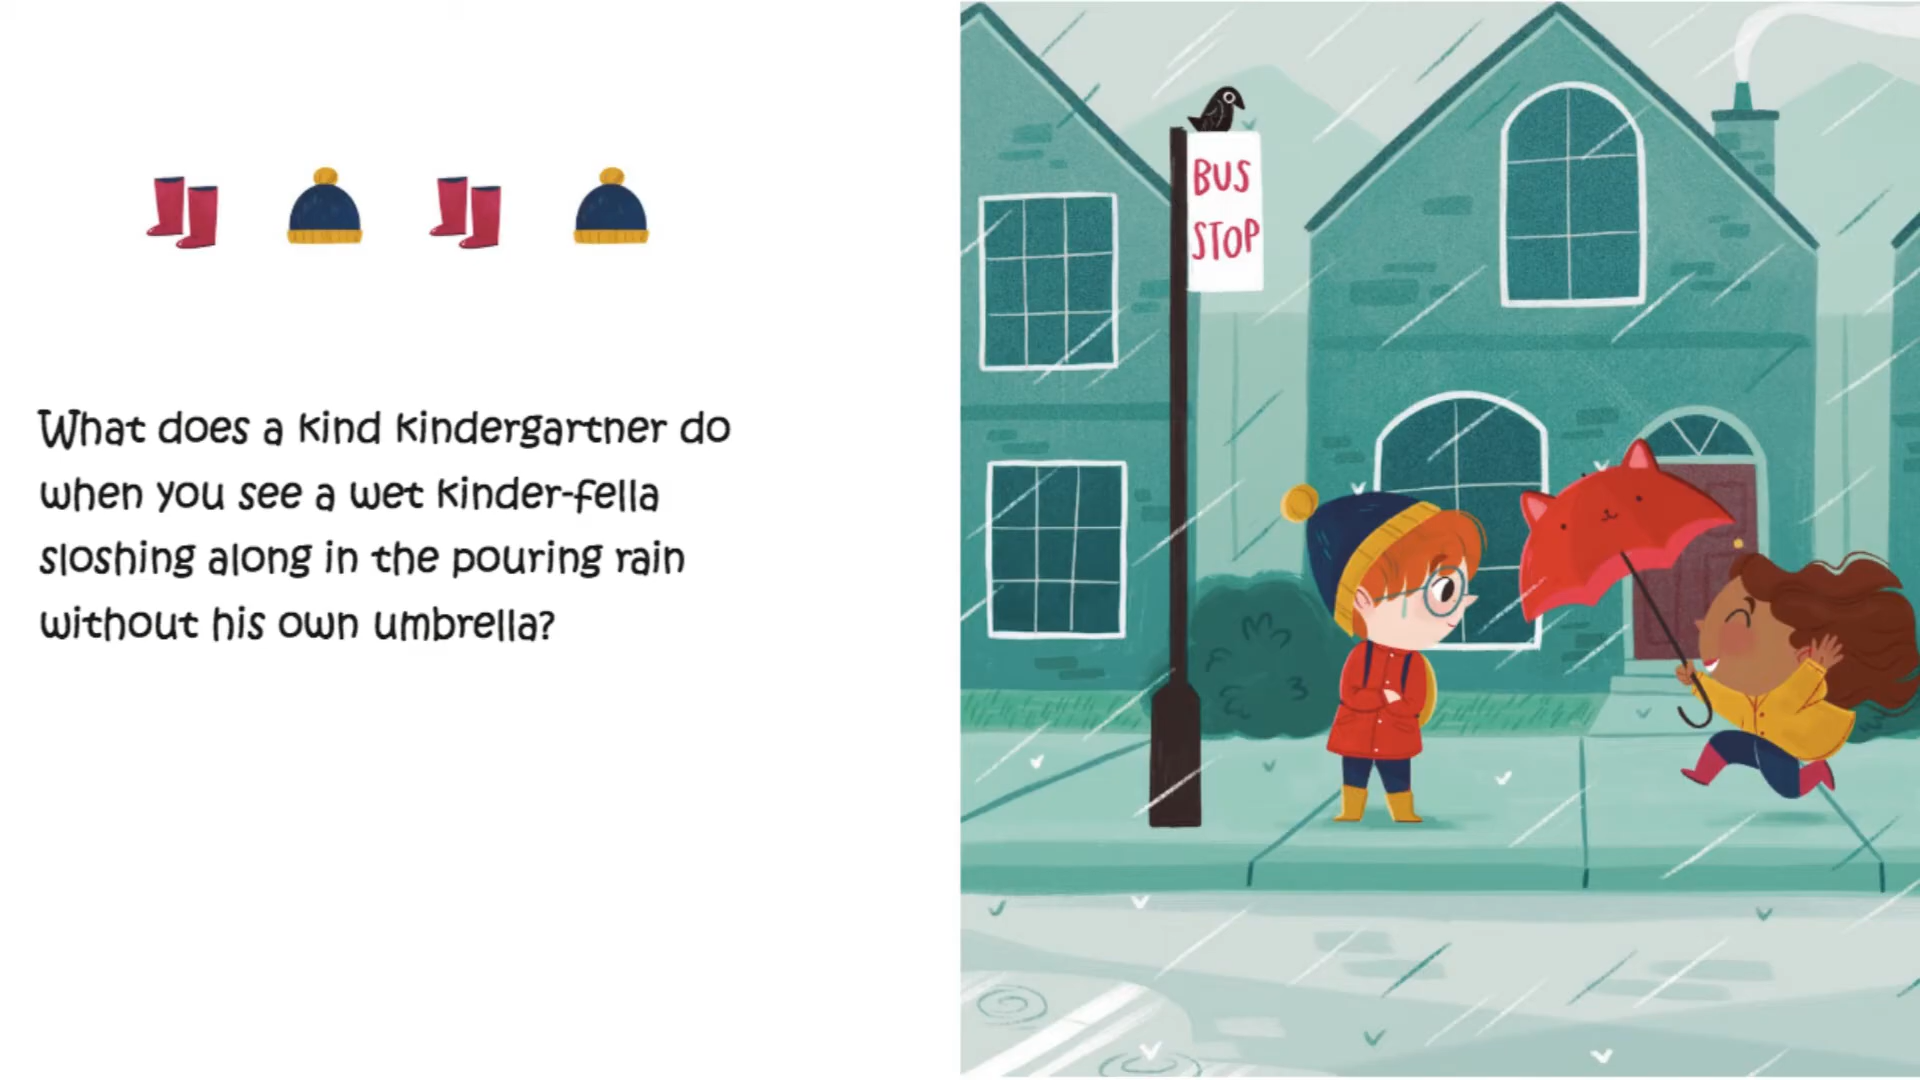 What does a kind kindergartner do
when you see a wet kinder-fella
sloshing along in the pouring rain
without his own umbrella?
BUS
STOP